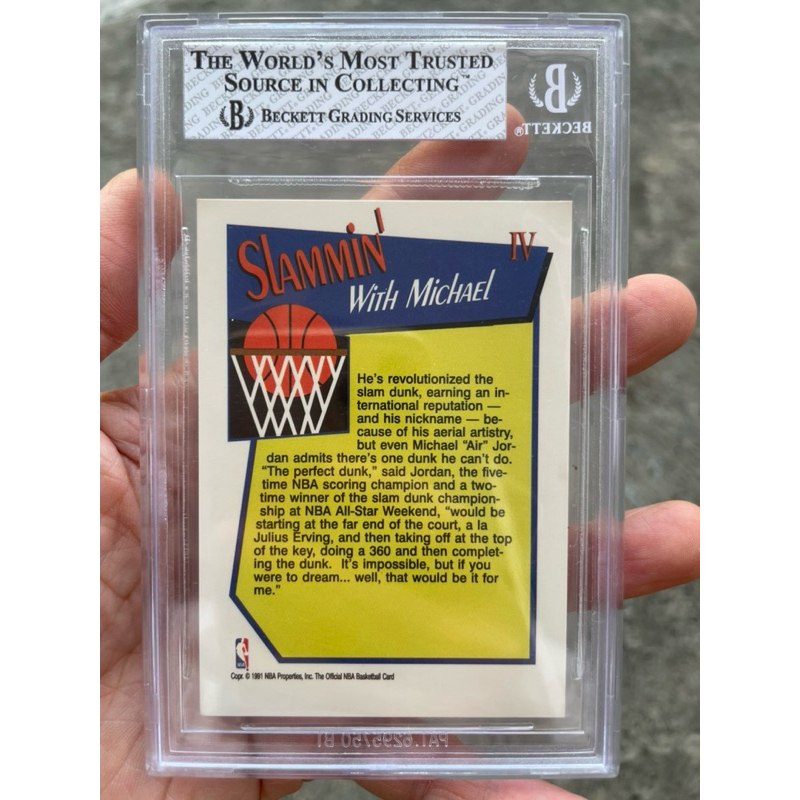 THE WORLD'S MOST TRUSTED
SOURCE IN COLLECTING™
B BECKETT GRADING SERVICES
B
BECKETT®
SLAMMIN'
WITH MICHAEL
IV
He's revolutionized the
slam dunk, earning an in-
ternational reputation —
and his nickname — be-
cause of his aerial artistry,
but even Michael "Air" Jor-
dan admits there's one dunk he can't do.
"The perfect dunk," said Jordan, the five-
time NBA scoring champion and a two-
time winner of the slam dunk champion-
ship at NBA All-Star Weekend, "would be
starting at the far end of the court, a la
Julius Erving, and then taking off at the top
of the key, doing a 360 and then complet-
ing the dunk. It's impossible, but if you
were to dream... well, that would be it for
me."
NBA
Copr. © 1991 NBA Properties, Inc. The Official NBA Basketball Card
PAT. 6295750 B1